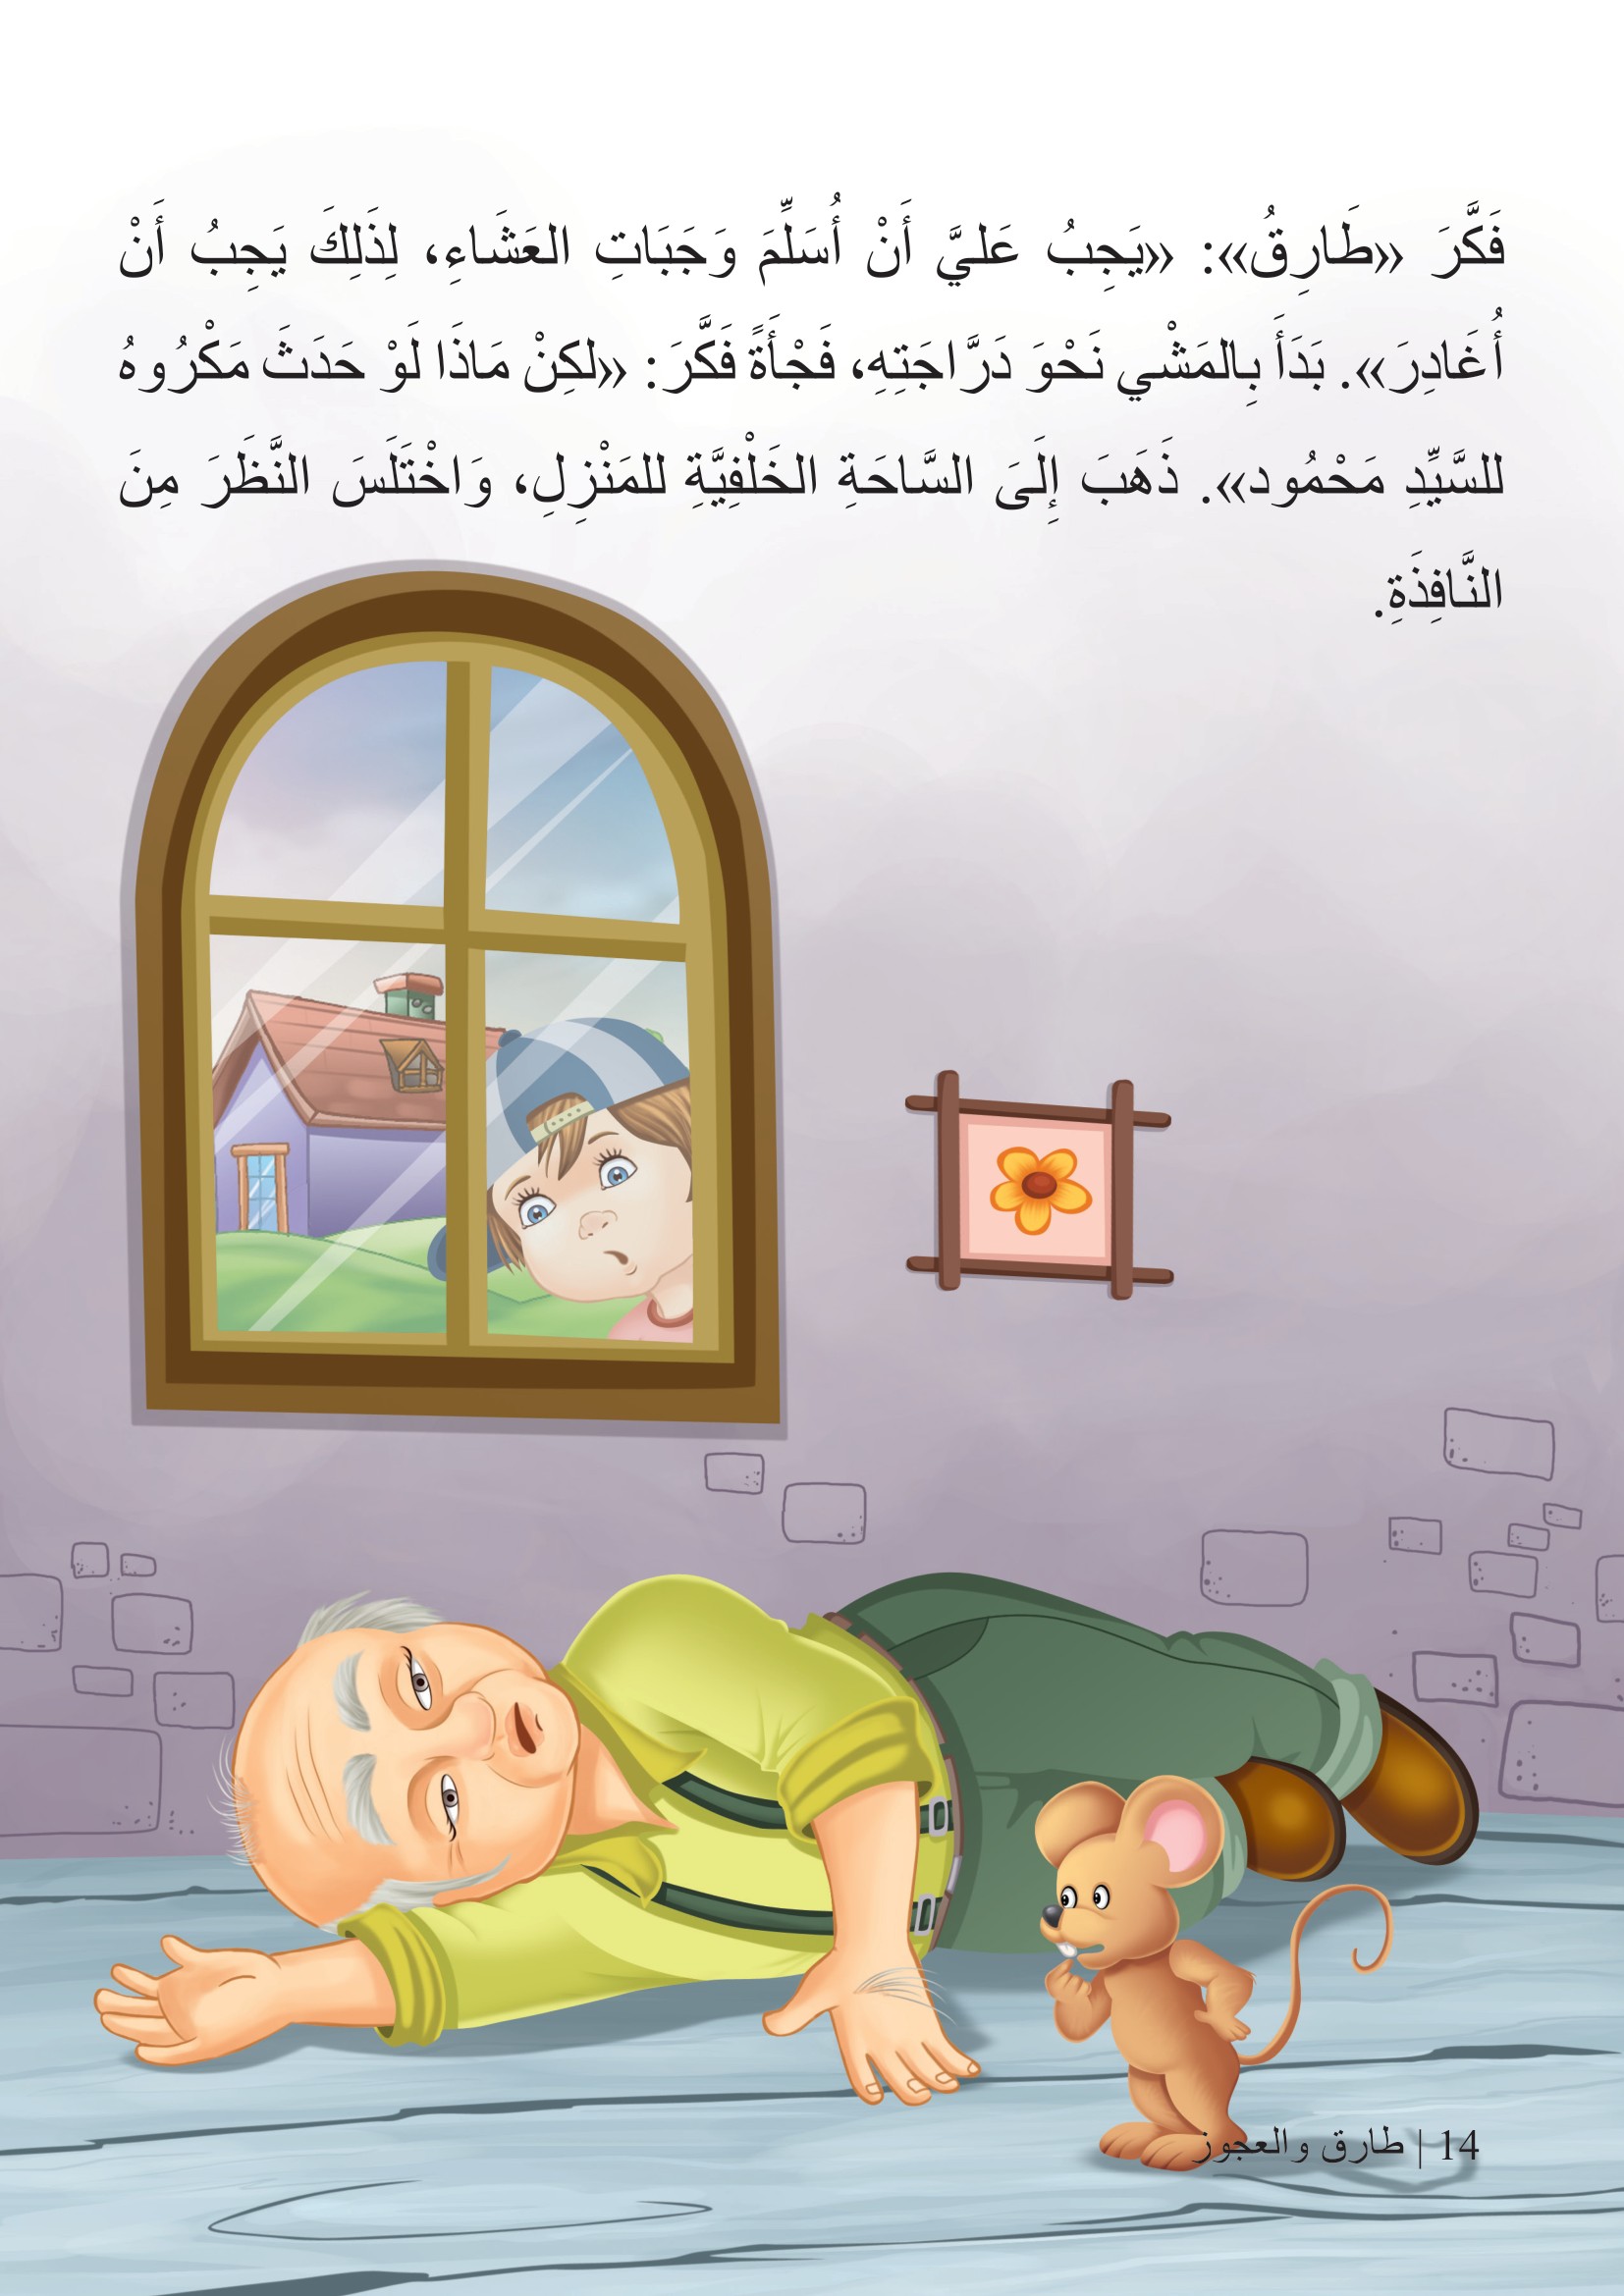 فَكَّرَ «طَارِقُ»: «يَجِبُ عَليَّ أَنْ أُسَلِّمَ وَجَبَاتِ العَشَاءِ، لِذَلِكَ يَجِبُ أَنْ
أُغَادِرَ». بَدَأَ بِالمَشْي نَحْوَ دَرَّاجَتِهِ، فَجْأَةً فَكَّرَ: «لكِنْ مَاذَا لَوْ حَدَثَ مَكْرُوهُ
للسَّيِّدِ مَحْمُود». ذَهَبَ إِلَىَ السَّاحَةِ الخَلْفِيَّةِ للمَنْزِلِ، وَاخْتَلَسَ النَّظَرَ مِنَ
النَّافِذَةِ.
14 | طارق والعجوز